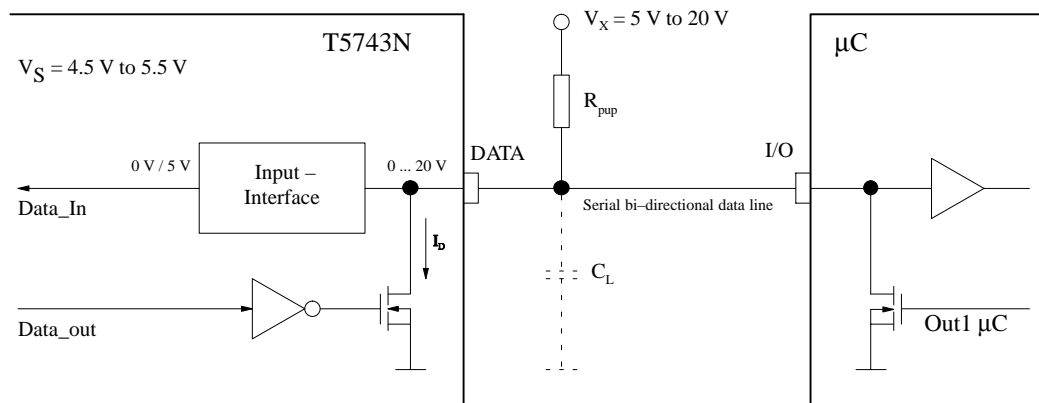 V_X = 5 V to 20 V
T5743N
µC
V_S = 4.5 V to 5.5 V
R_pup
DATA
I/O
0 V / 5 V
Input –
Interface
0 ... 20 V
Data_In
Serial bi–directional data line
I_D
C_L
Data_out
Out1 µC